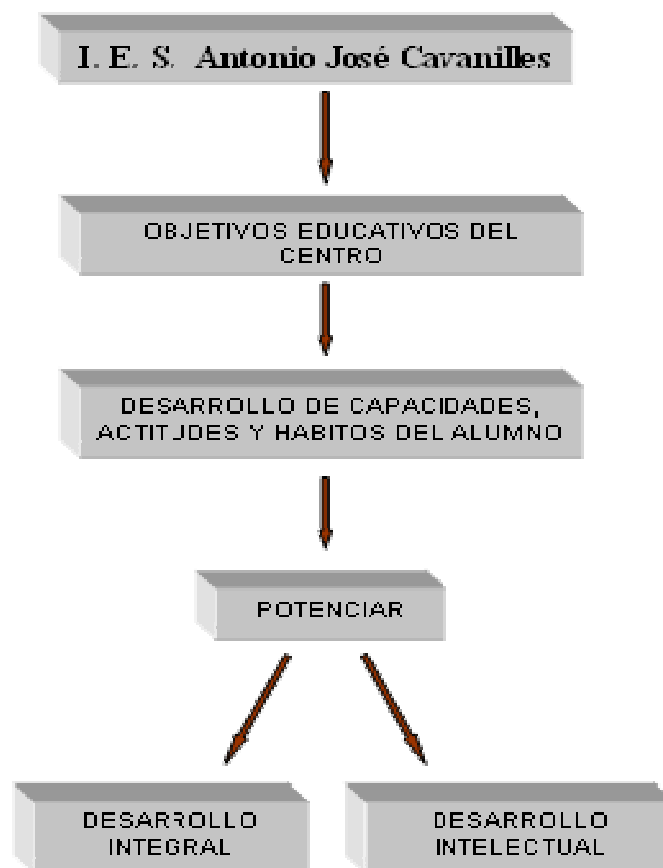 I. E. S. Antonio José Cavanilles
OBJETIVOS EDUCATIVOS DEL
CENTRO
DESARROLLO DE CAPACIDADES,
ACTITUDES Y HABITOS DEL ALUMNO
POTENCIAR
DESARROLLO
INTEGRAL
DESARROLLO
INTELECTUAL